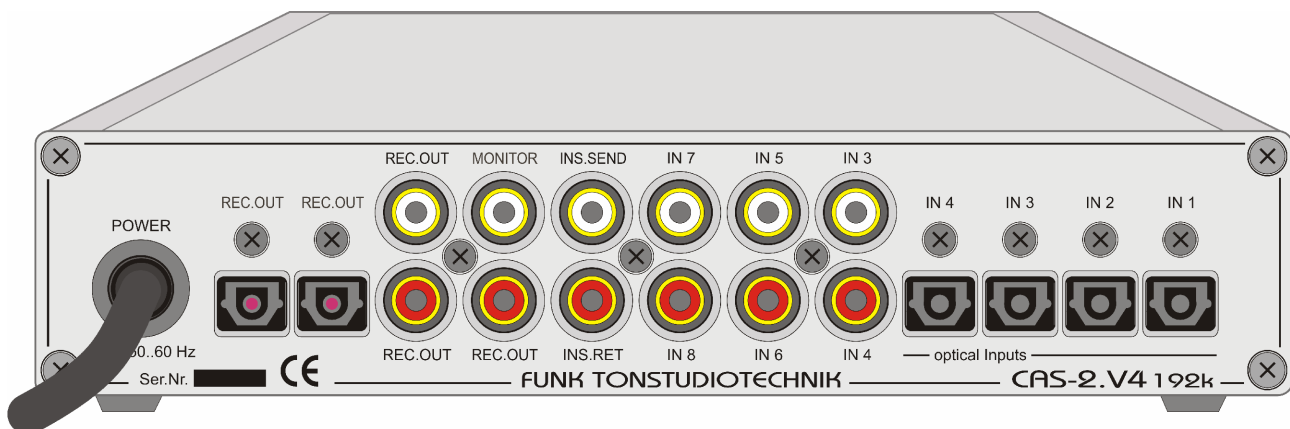 REC.OUT MONITOR INS.SEND IN 7 IN 5 IN 3
REC.OUT REC.OUT IN 4 IN 3 IN 2 IN 1
POWER
60 Hz
REC.OUT REC.OUT INS.RET IN 8 IN 6 IN 4 optical Inputs
Ser.Nr. CE FUNK TONSTUDIOTECHNIK CAS-2.V4 192k